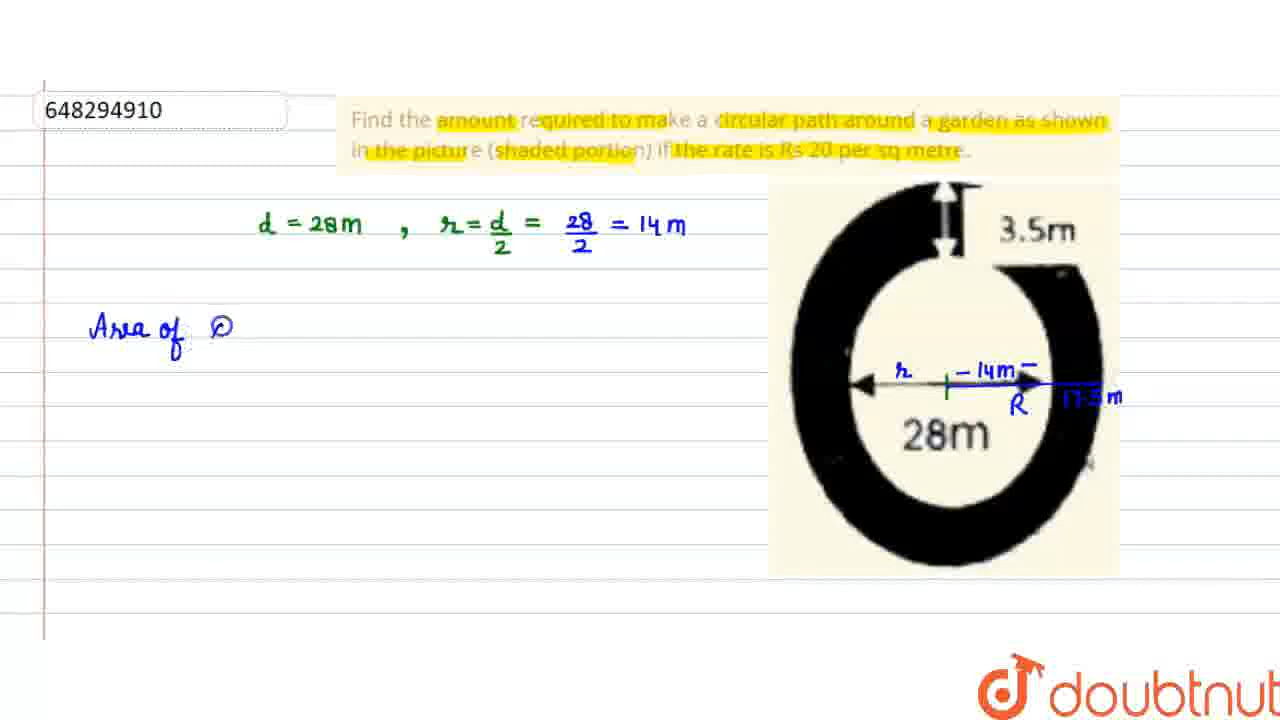 648294910
Find the amount required to make a circular path around a garden as shown
in the picture (shaded portion) if the rate is Rs 20 per sq metre.
d = 28m , r = d/2 = 28/2 = 14m
3.5m
Area of
r - 14m -
R 17.5m
28m
doubtnut